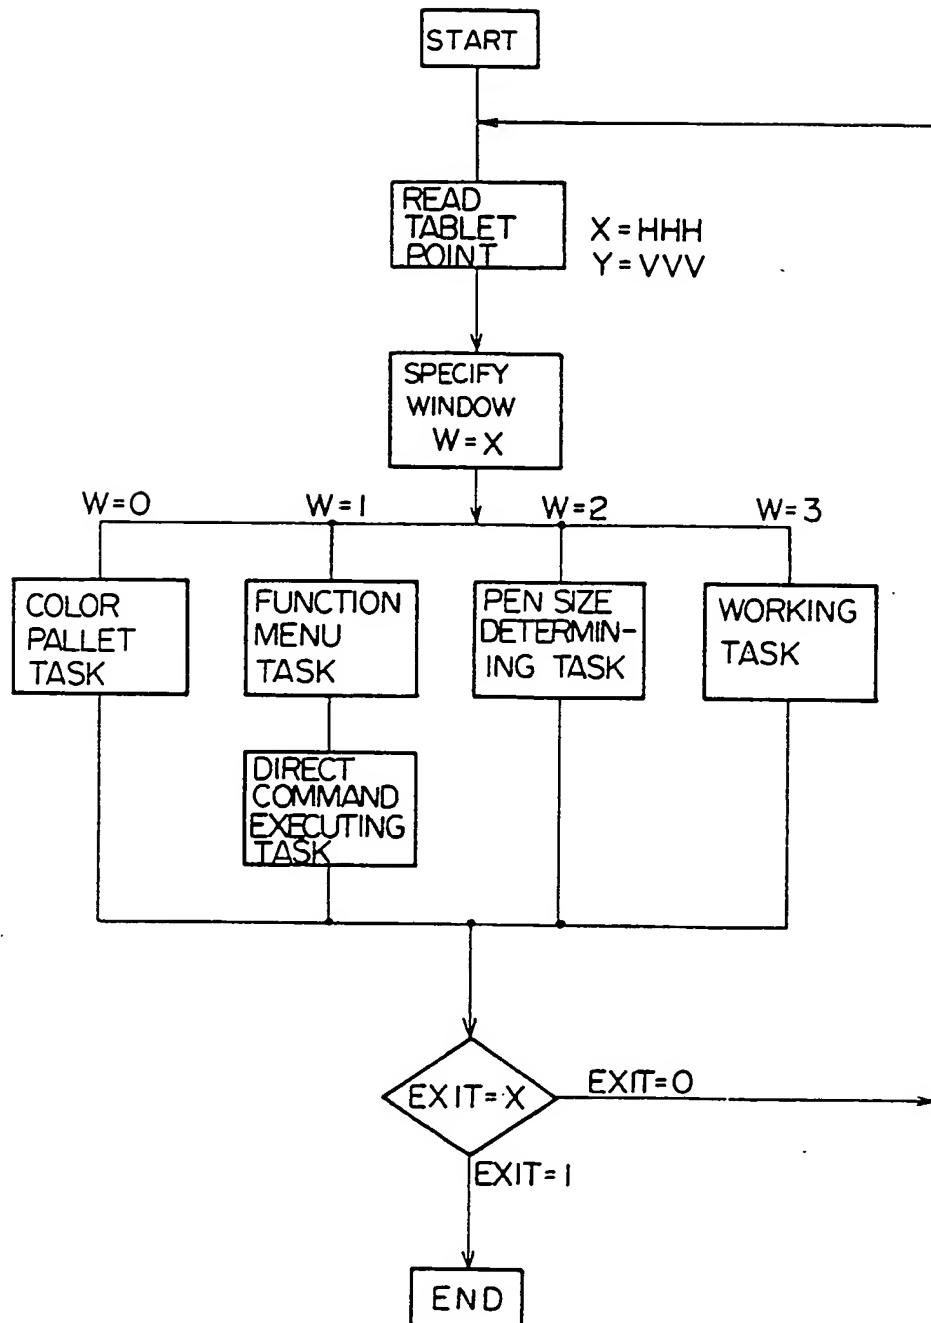 START
READ
TABLET
POINT
X=HHH
Y=VVV
SPECIFY
WINDOW
W=X
W=0
W=1
W=2
W=3
COLOR
PALLET
TASK
FUNCTION
MENU
TASK
PEN SIZE
DETERMIN-
ING TASK
WORKING
TASK
DIRECT
COMMAND
EXECUTING
TASK
EXIT=X
EXIT=0
EXIT=1
END